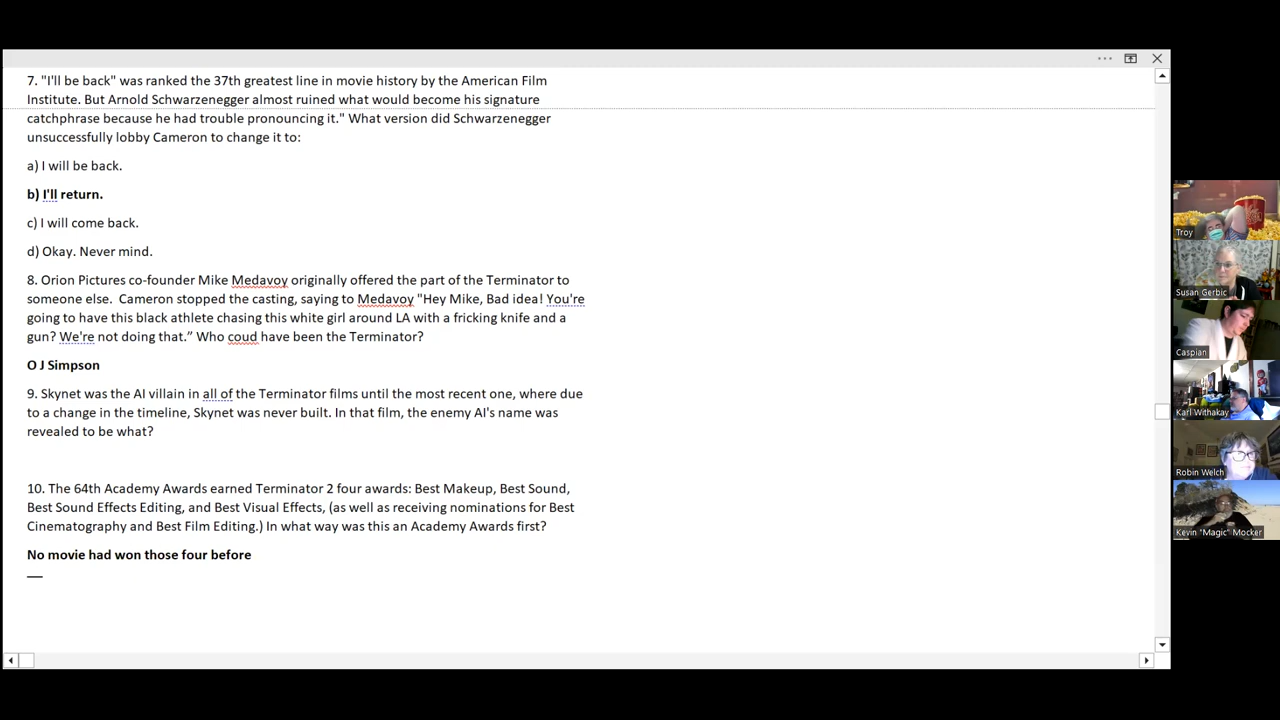 7. "I'll be back" was ranked the 37th greatest line in movie history by the American Film
Institute. But Arnold Schwarzenegger almost ruined what would become his signature
catchphrase because he had trouble pronouncing it." What version did Schwarzenegger
unsuccessfully lobby Cameron to change it to:
a) I will be back.
b) I'll return.
c) I will come back.
d) Okay. Never mind.
8. Orion Pictures co-founder Mike Medavoy originally offered the part of the Terminator to
someone else.  Cameron stopped the casting, saying to Medavoy "Hey Mike, Bad idea! You're
going to have this black athlete chasing this white girl around LA with a fricking knife and a
gun? We're not doing that.” Who coud have been the Terminator?
O J Simpson
9. Skynet was the AI villain in all of the Terminator films until the most recent one, where due
to a change in the timeline, Skynet was never built. In that film, the enemy AI's name was
revealed to be what?
10. The 64th Academy Awards earned Terminator 2 four awards: Best Makeup, Best Sound,
Best Sound Effects Editing, and Best Visual Effects, (as well as receiving nominations for Best
Cinematography and Best Film Editing.) In what way was this an Academy Awards first?
No movie had won those four before
Troy
Susan Gerbic
Caspian
Karl Withakay
Robin Welch
Kevin "Magic" Mocker